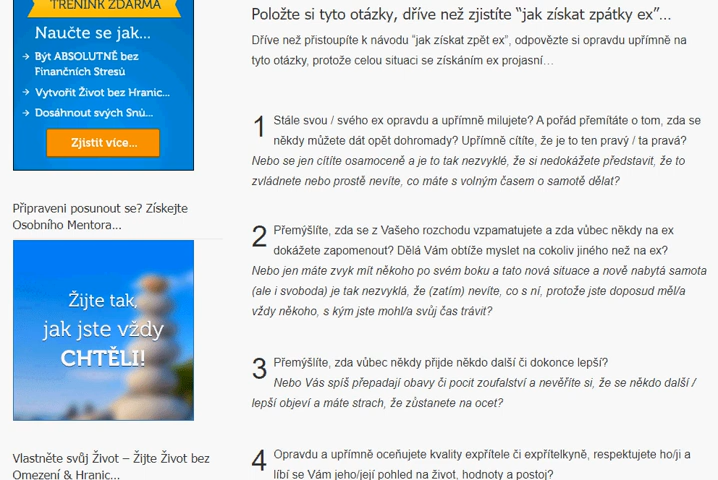 TRÉNINK ZDARMA
Naučte se jak...
Být ABSOLUTNĚ bez
Finančních Stresů
Vytvořit Život bez Hranic...
Dosáhnout svých Snů...
Zjistit více...
Připraveni posunout se? Získejte
Osobního Mentora...
Žijte tak,
jak jste vždy
CHTĚLI!
Vlastněte svůj Život – Žijte Život bez
Omezení & Hranic...
Položte si tyto otázky, dříve než zjistíte “jak získat zpátky ex”...
Dříve než přistoupíte k návodu "jak získat zpět ex", odpovězte si opravdu upřímně na
tyto otázky, protože celou situaci se získáním ex projasní...
1 Stále svou / svého ex opravdu a upřímně milujete? A pořád přemítáte o tom, zda se
někdy můžete dát opět dohromady? Upřímně cítíte, že je to ten pravý / ta pravá?
Nebo se jen cítíte osamoceně a je to tak nezvyklé, že si nedokážete představit, že to
zvládnete nebo prostě nevíte, co máte s volným časem o samotě dělat?
2 Přemýšlíte, zda se z Vašeho rozchodu vzpamatujete a zda vůbec někdy na ex
dokážete zapomenout? Dělá Vám obtíže myslet na cokoliv jiného než na ex?
Nebo jen máte zvyk mít někoho po svém boku a tato nová situace a nově nabytá samota
(ale i svoboda) je tak nezvyklá, že (zatím) nevíte, co s ní, protože jste doposud měl/a
vždy někoho, s kým jste mohl/a svůj čas trávit?
3 Přemýšlíte, zda vůbec někdy přijde někdo další či dokonce lepší?
Nebo Vás spíš přepadají obavy či pocit zoufalství a nevěříte si, že se někdo další /
lepší objeví a máte strach, že zůstanete na ocet?
4 Opravdu a upřímně oceňujete kvality expřítele či expřítelkyně, respektujete ho/ji a
líbí se Vám jeho/její pohled na život, hodnoty a postoj?